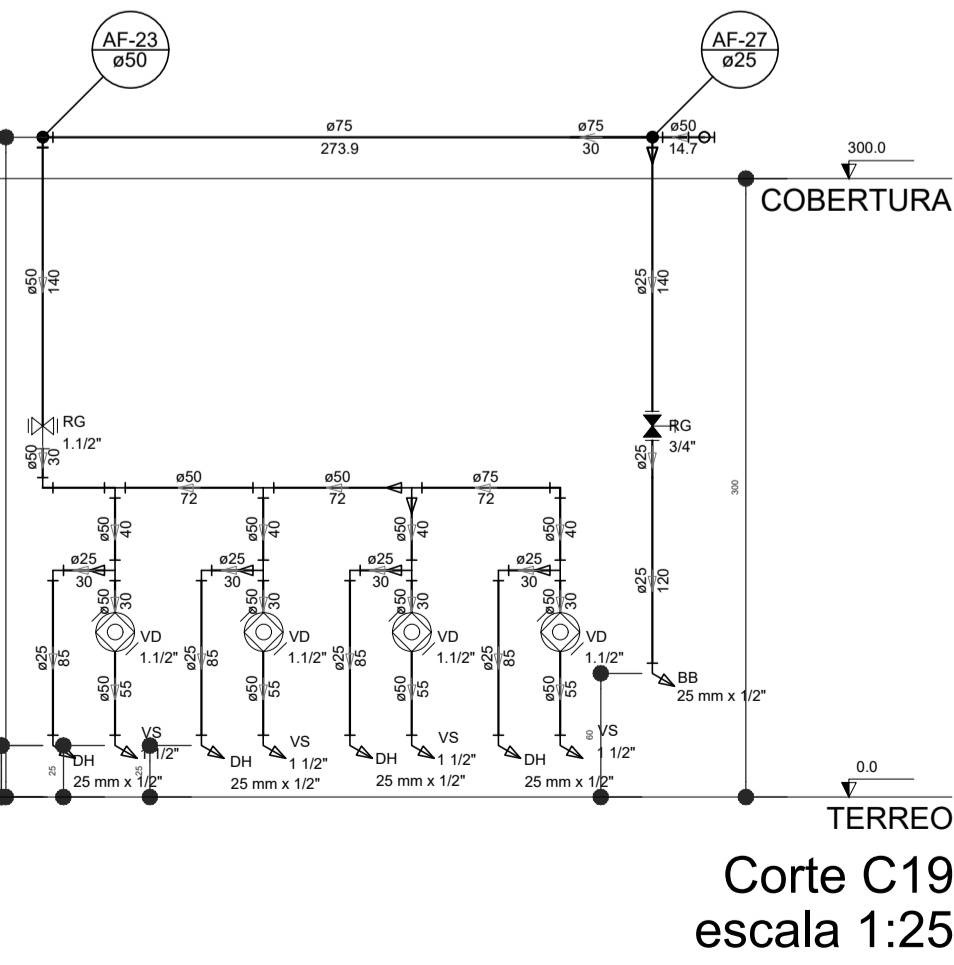 AF-23
ø50
AF-27
ø25
ø75
273.9
ø75
30
ø50
14.7
300.0
COBERTURA
ø50
140
ø25
140
RG
1.1/2"
RG
3/4"
ø50
30
ø25
ø50
72
ø50
72
ø75
72
300
ø50
40
ø50
40
ø50
40
ø50
40
ø25
30
ø25
30
ø25
30
ø25
30
ø25
120
ø50
30
ø50
30
ø50
30
ø50
30
VD
1.1/2"
VD
1.1/2"
VD
1.1/2"
VD
1.1/2"
ø25
85
ø25
85
ø25
85
ø25
85
ø50
55
ø50
55
ø50
55
ø50
55
BB
25 mm x 1/2"
60
VS
1 1/2"
VS
1 1/2"
VS
1 1/2"
VS
1 1/2"
DH
25 mm x 1/2"
DH
25 mm x 1/2"
DH
25 mm x 1/2"
DH
25 mm x 1/2"
25
25
0.0
TERREO
Corte C19
escala 1:25